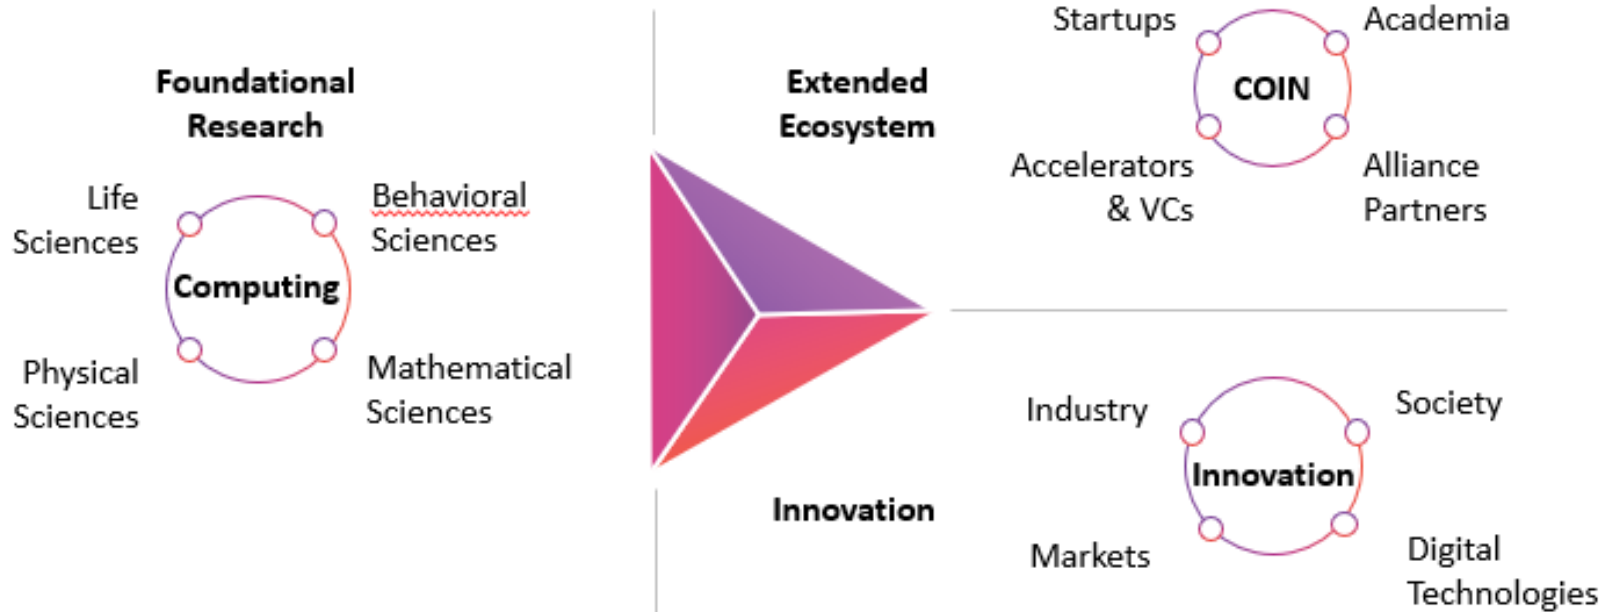 Foundational
Research
Life
Sciences
Behavioral
Sciences
Computing
Physical
Sciences
Mathematical
Sciences
Extended
Ecosystem
Startups
Academia
COIN
Accelerators
& VCs
Alliance
Partners
Innovation
Industry
Society
Innovation
Markets
Digital
Technologies